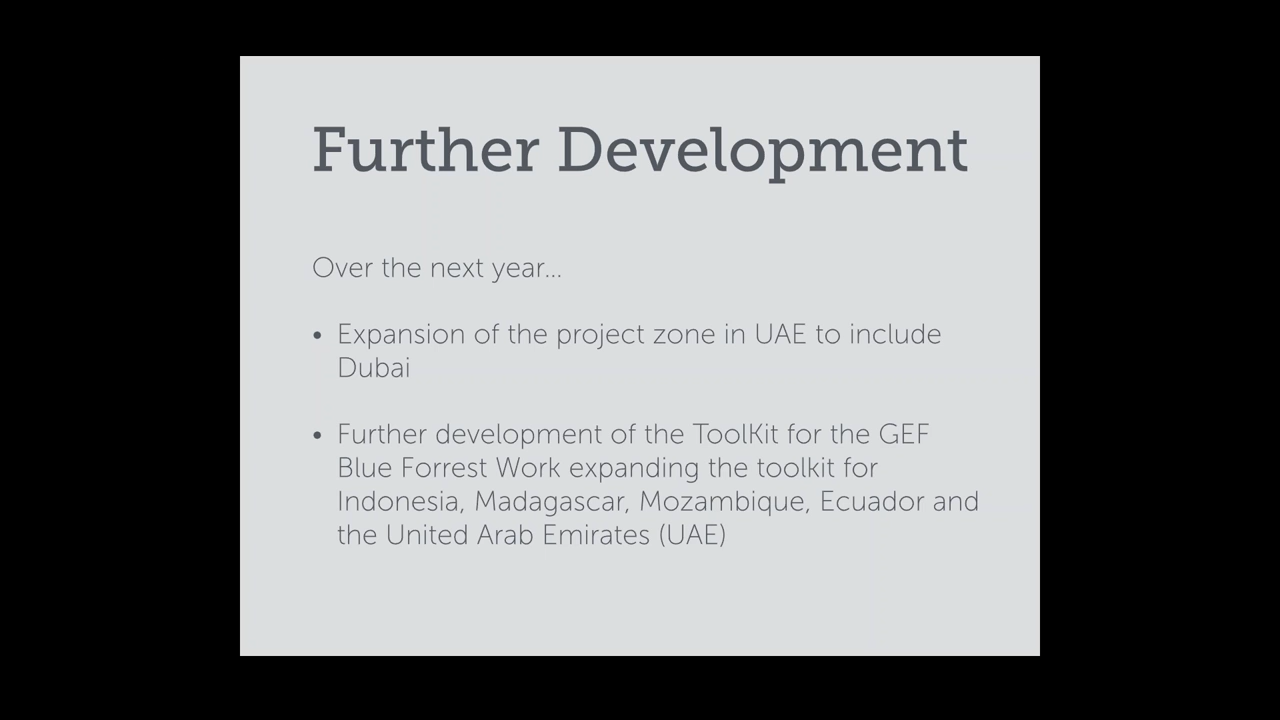 Further Development
Over the next year...
• Expansion of the project zone in UAE to include
Dubai
• Further development of the ToolKit for the GEF
Blue Forrest Work expanding the toolkit for
Indonesia, Madagascar, Mozambique, Ecuador and
the United Arab Emirates (UAE)